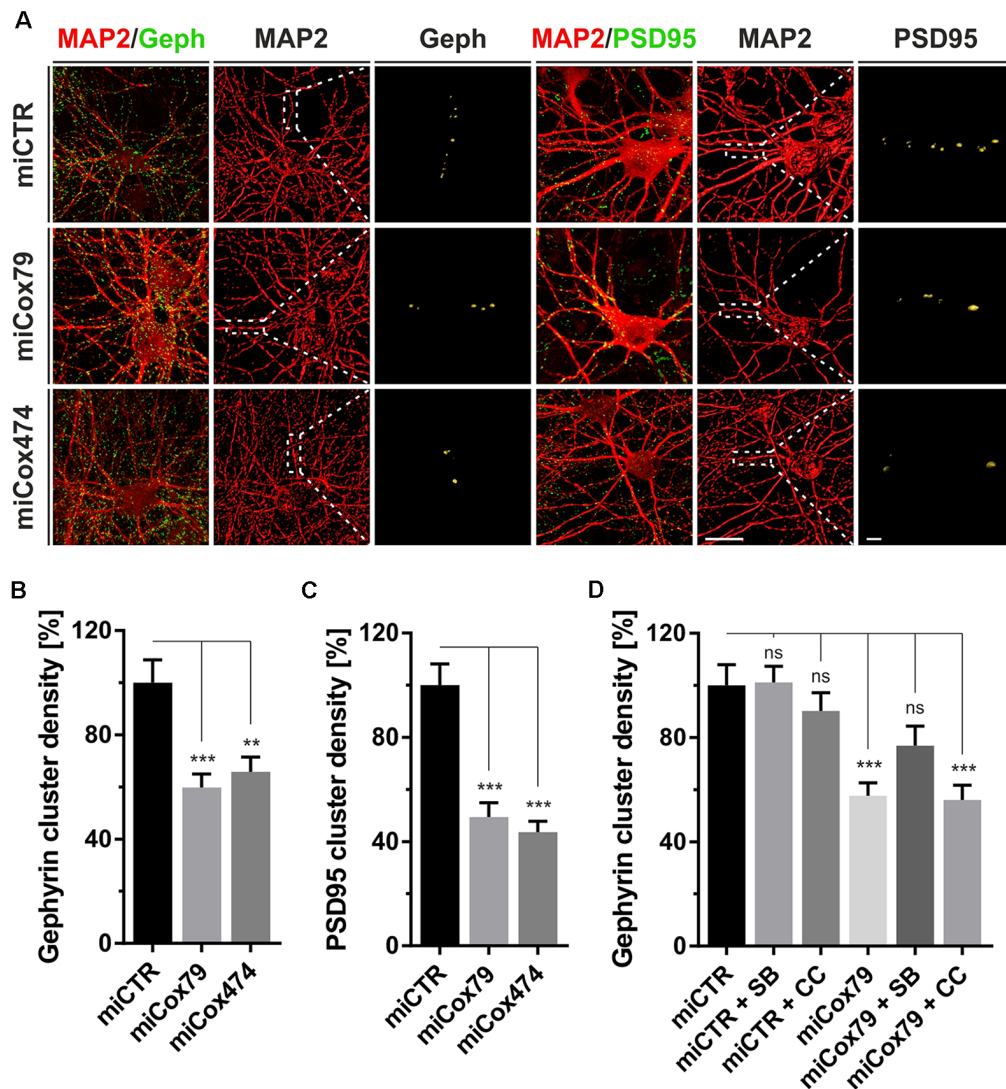 A
MAP2/Geph MAP2 Geph MAP2/PSD95 MAP2 PSD95
miCTR
miCox79
miCox474
B
Gephyrin cluster density [%]
120
80
40
0
***
**
miCTR
miCox79
miCox474
C
PSD95 cluster density [%]
120
80
40
0
***
***
miCTR
miCox79
miCox474
D
Gephyrin cluster density [%]
120
80
40
0
ns
ns
***
ns
***
miCTR
miCTR + SB
miCTR + CC
miCox79
miCox79 + SB
miCox79 + CC